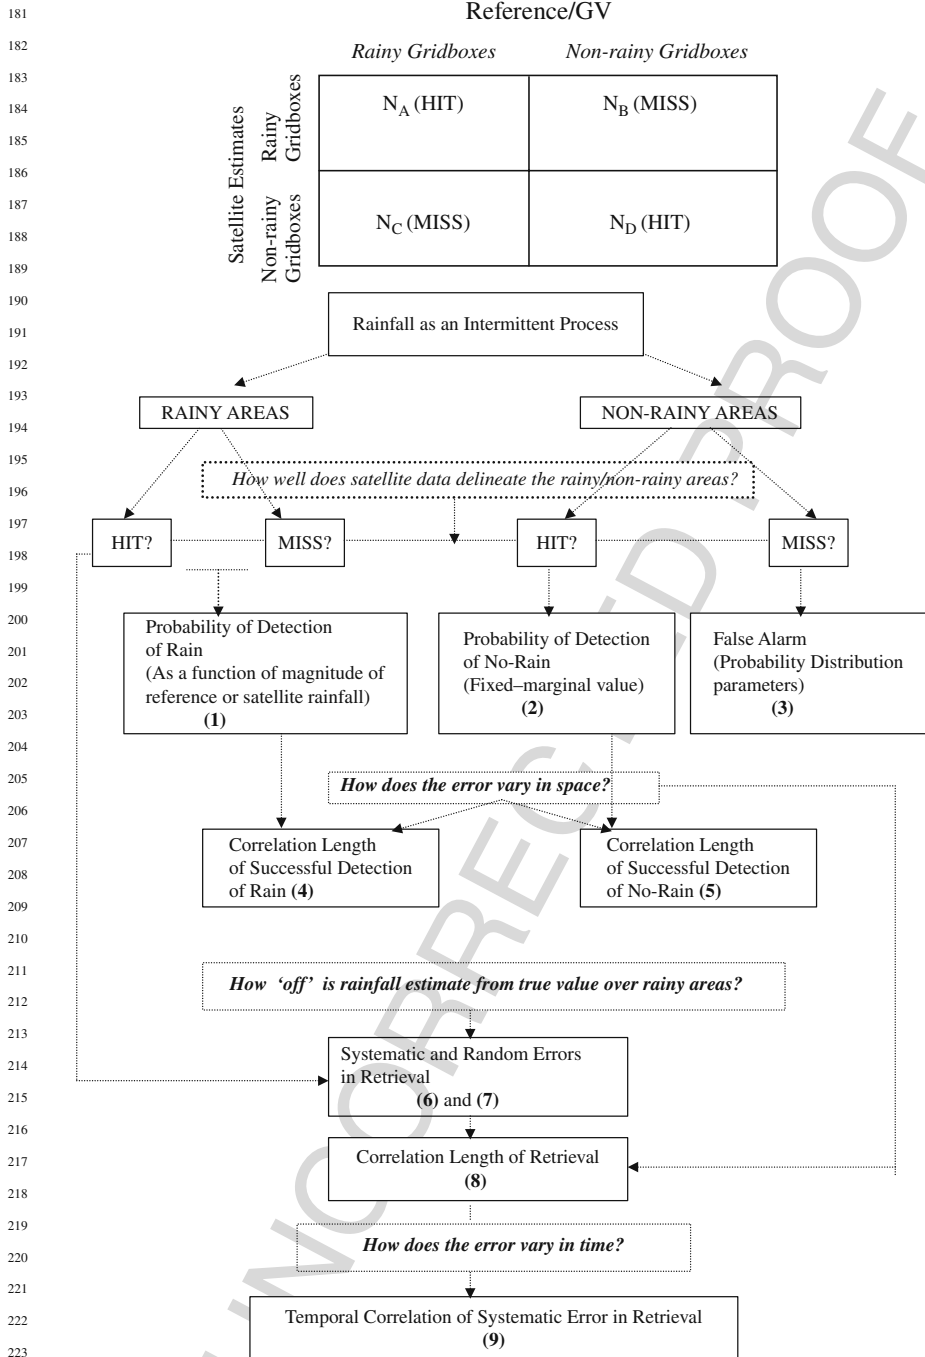 Reference/GV
181
182
Rainy Gridboxes Non-rainy Gridboxes
183
184
185
186
187
188
189
Satellite Estimates
Rainy
Gridboxes
Non-rainy
Gridboxes
N_A (HIT) N_B (MISS)
N_C (MISS) N_D (HIT)
190
191
Rainfall as an Intermittent Process
192
193
194
RAINY AREAS NON-RAINY AREAS
195
196
How well does satellite data delineate the rainy/non-rainy areas?
197
198
HIT? MISS? HIT? MISS?
199
200
201
202
203
Probability of Detection
of Rain
(As a function of magnitude of
reference or satellite rainfall)
(1)
Probability of Detection
of No-Rain
(Fixed–marginal value)
(2)
False Alarm
(Probability Distribution
parameters)
(3)
204
205
How does the error vary in space?
206
207
208
209
Correlation Length
of Successful Detection
of Rain (4)
Correlation Length
of Successful Detection
of No-Rain (5)
210
211
212
How ‘off’ is rainfall estimate from true value over rainy areas?
213
214
215
Systematic and Random Errors
in Retrieval
(6) and (7)
216
217
218
Correlation Length of Retrieval
(8)
219
220
How does the error vary in time?
221
222
223
Temporal Correlation of Systematic Error in Retrieval
(9)
UNCORRECTED PROOF